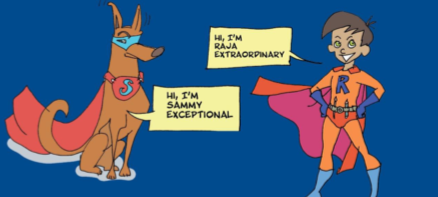 HI, I'M
RAJA
EXTRAORDINARY
R
S
HI, I'M
SAMMY
EXCEPTIONAL